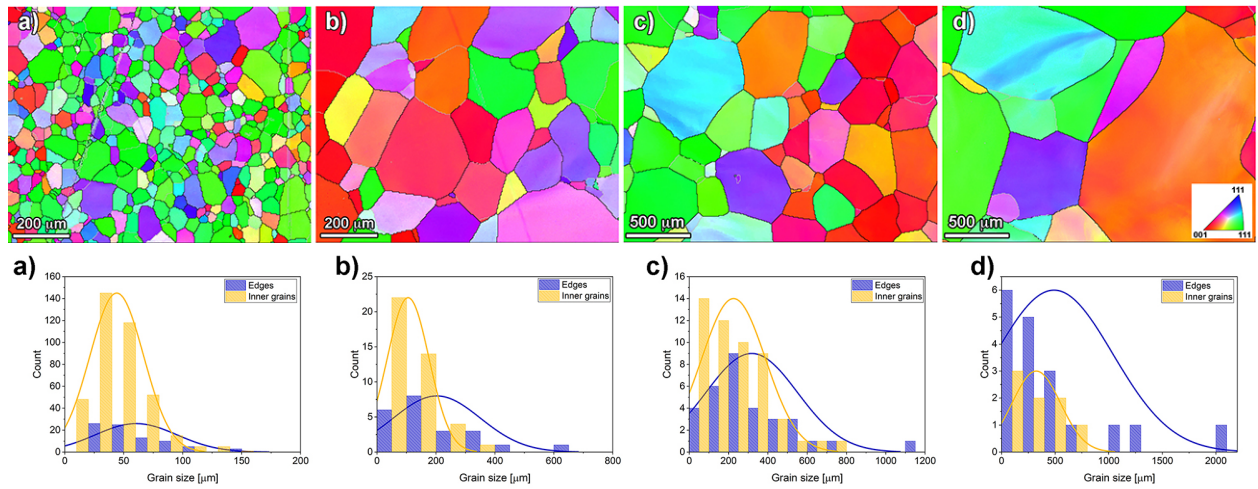 a)
b)
c)
d)
200 μm
200 μm
500 μm
500 μm
111
001
111
a)
b)
c)
d)
160
140
120
100
80
60
40
20
0
Count
0
50
100
150
200
Grain size [μm]
Edges
Inner grains
25
20
15
10
5
0
Count
0
200
400
600
800
Grain size [μm]
Edges
Inner grains
16
14
12
10
8
6
4
2
0
Count
0
200
400
600
800
1000
1200
Grain size [μm]
Edges
Inner grains
6
5
4
3
2
1
0
Count
0
500
1000
1500
2000
Grain size [μm]
Edges
Inner grains